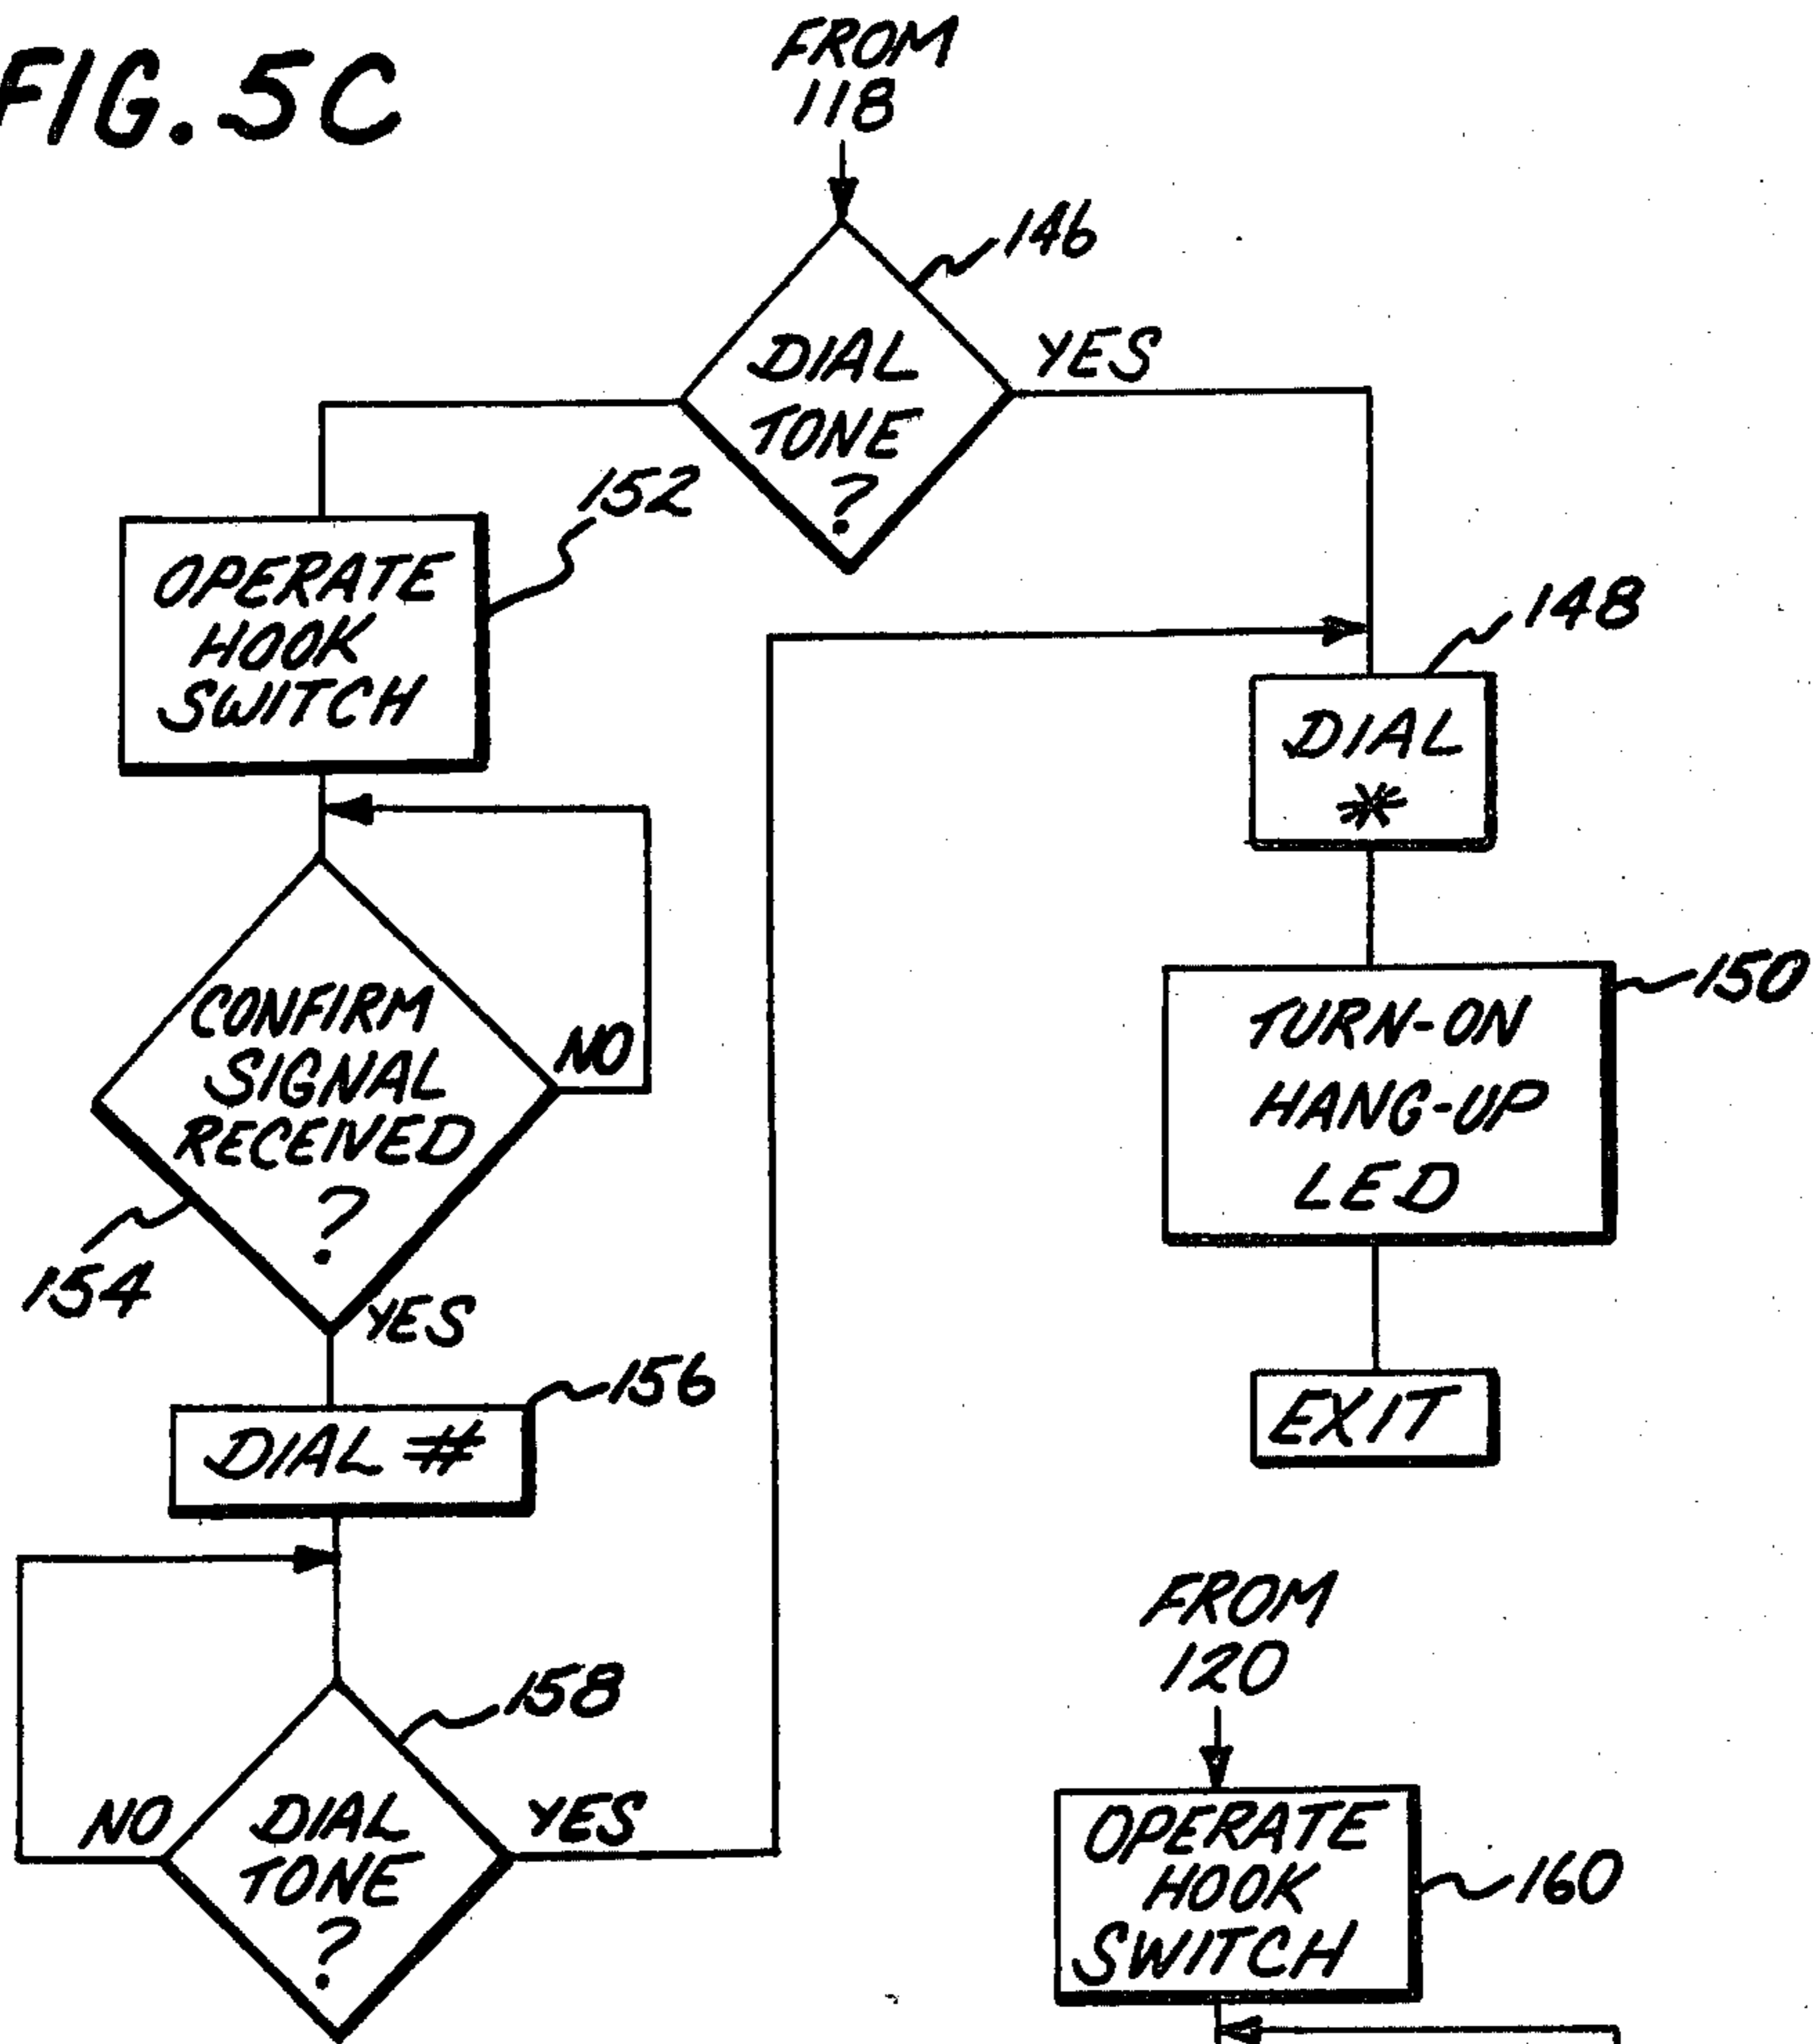 FIG. 5C
FROM
118
146
DIAL
TONE
?
YES
152
OPERATE
HOOK
SWITCH
148
DIAL
*
CONFIRM
SIGNAL
RECEIVED
?
NO
154
YES
150
TURN-ON
HANG-UP
LED
156
DIAL #
EXIT
158
NO
DIAL
TONE
?
YES
FROM
120
OPERATE
HOOK
SWITCH
160